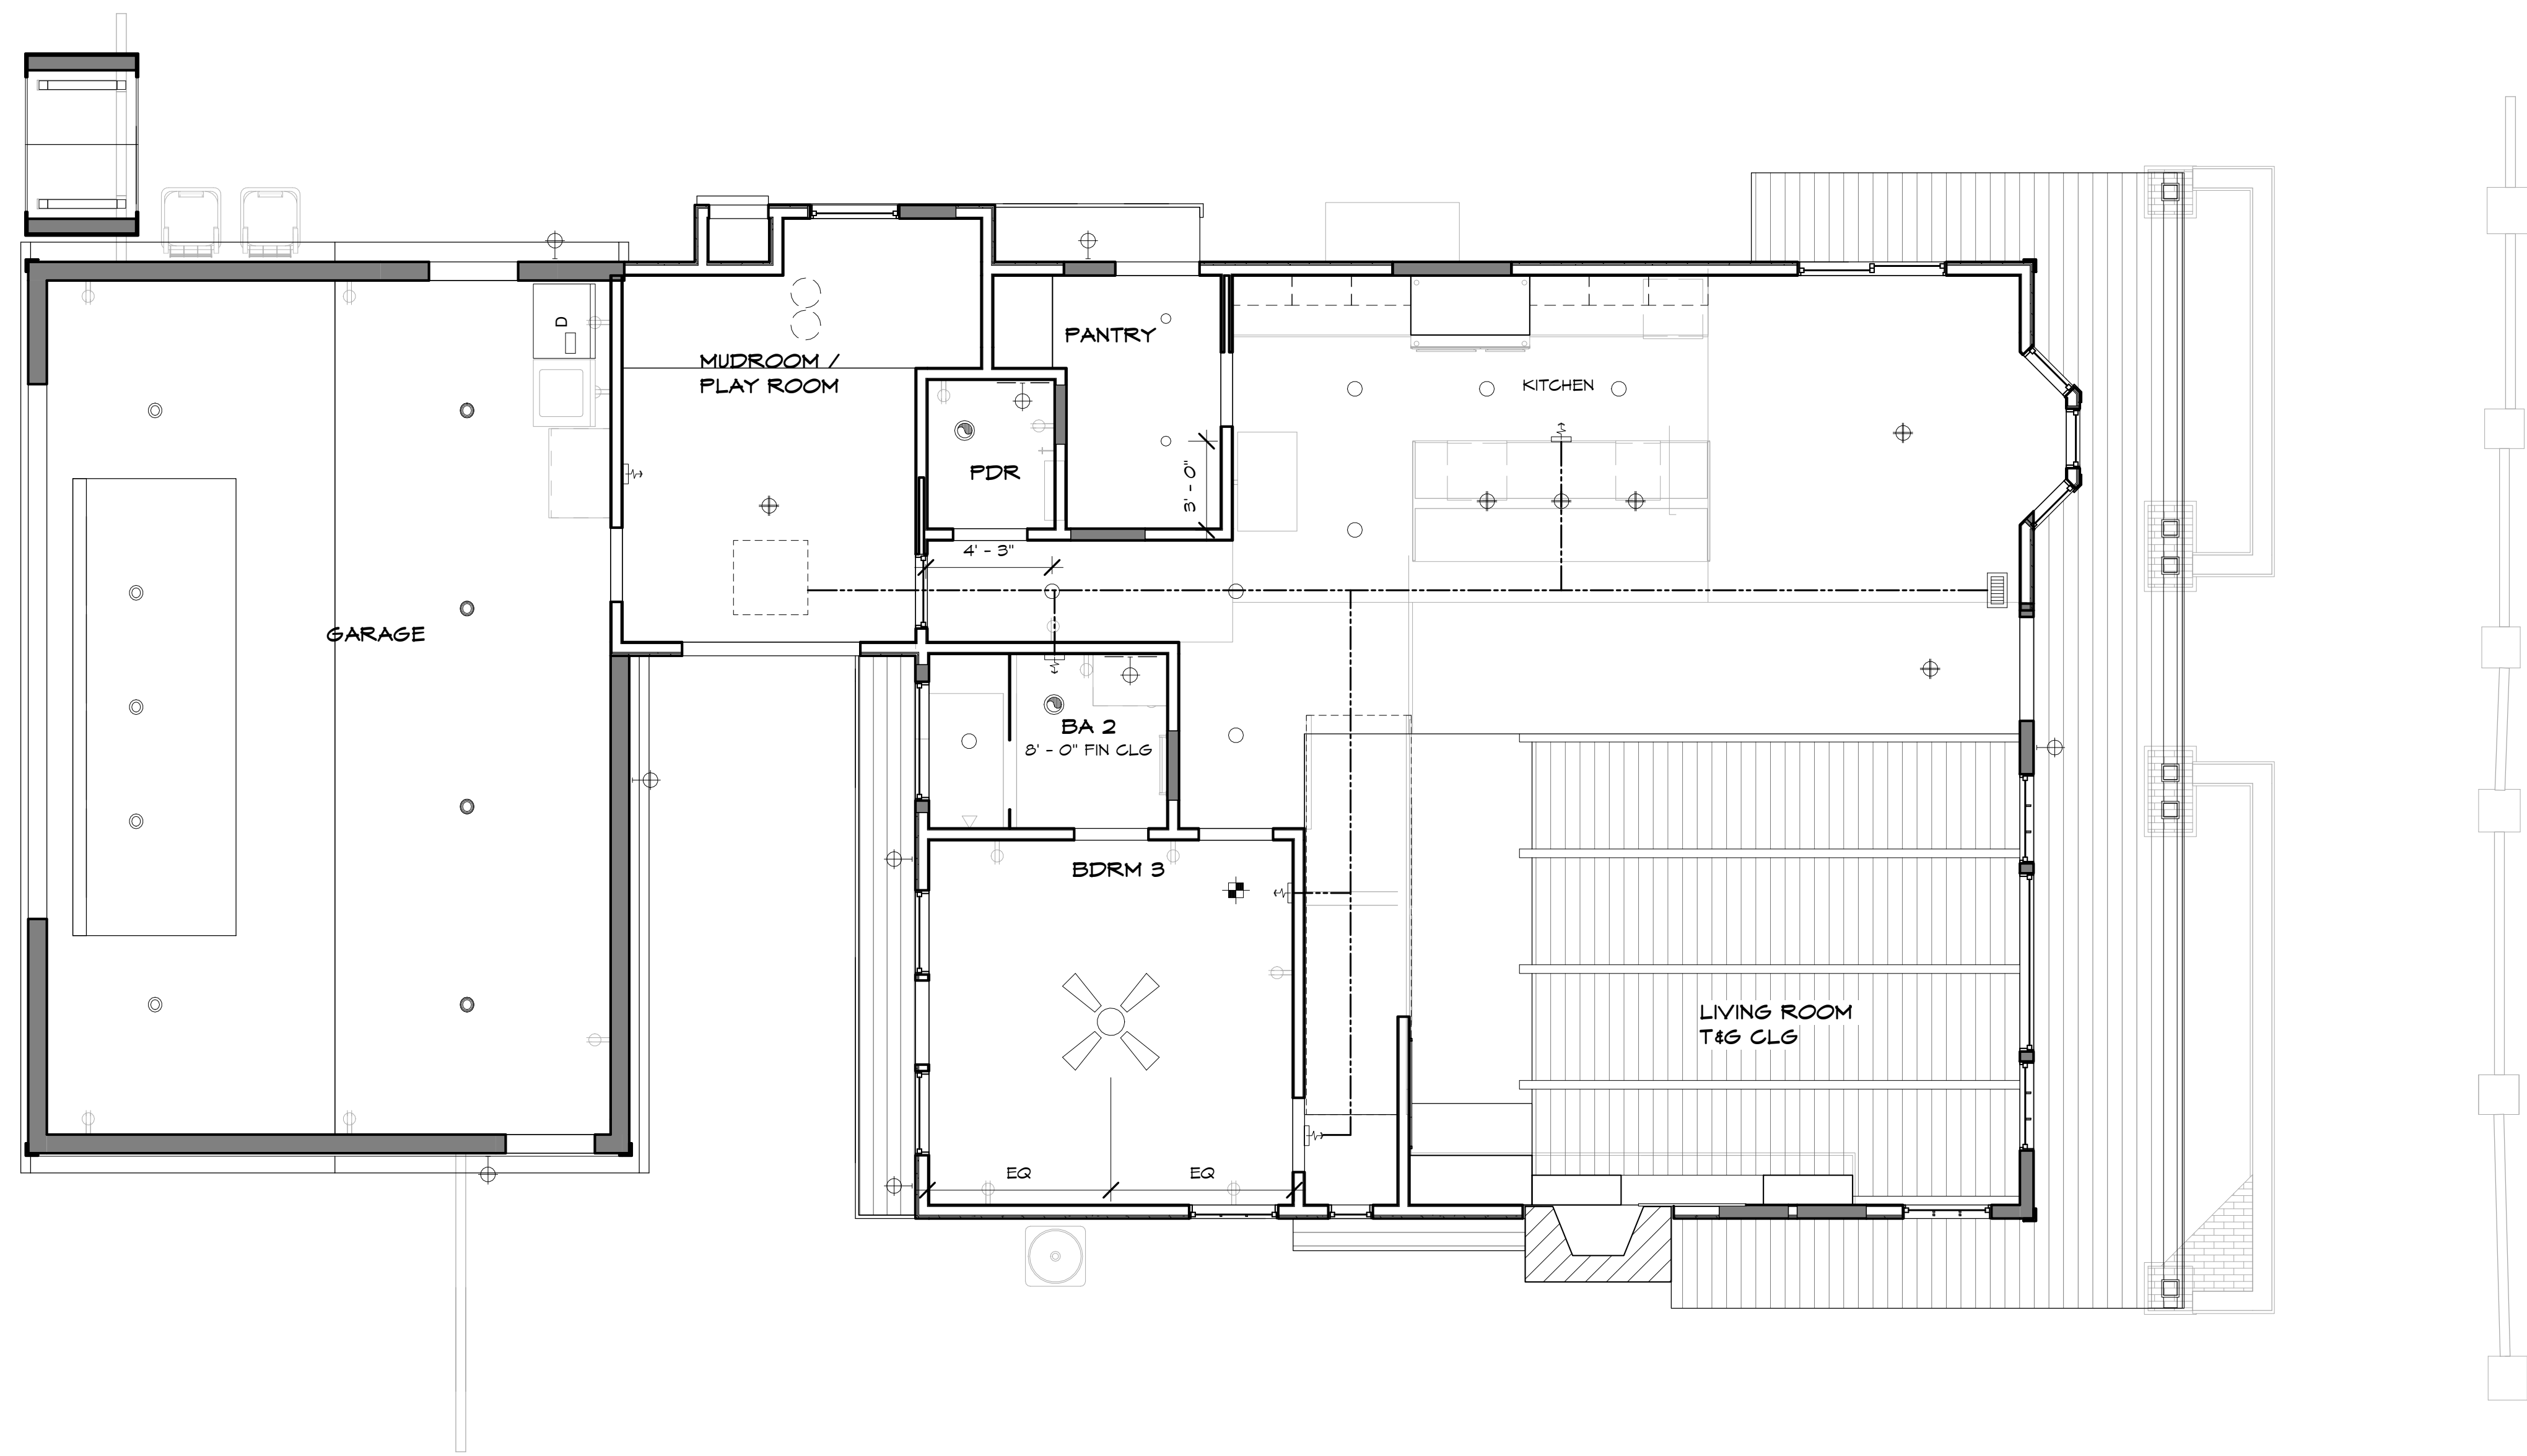 D
PANTRY
MUDROOM /
PLAY ROOM
KITCHEN
PDR
3' - 0"
4' - 3"
GARAGE
BA 2
8' - 0" FIN CLG
BDRM 3
LIVING ROOM
T&G CLG
EQ
EQ